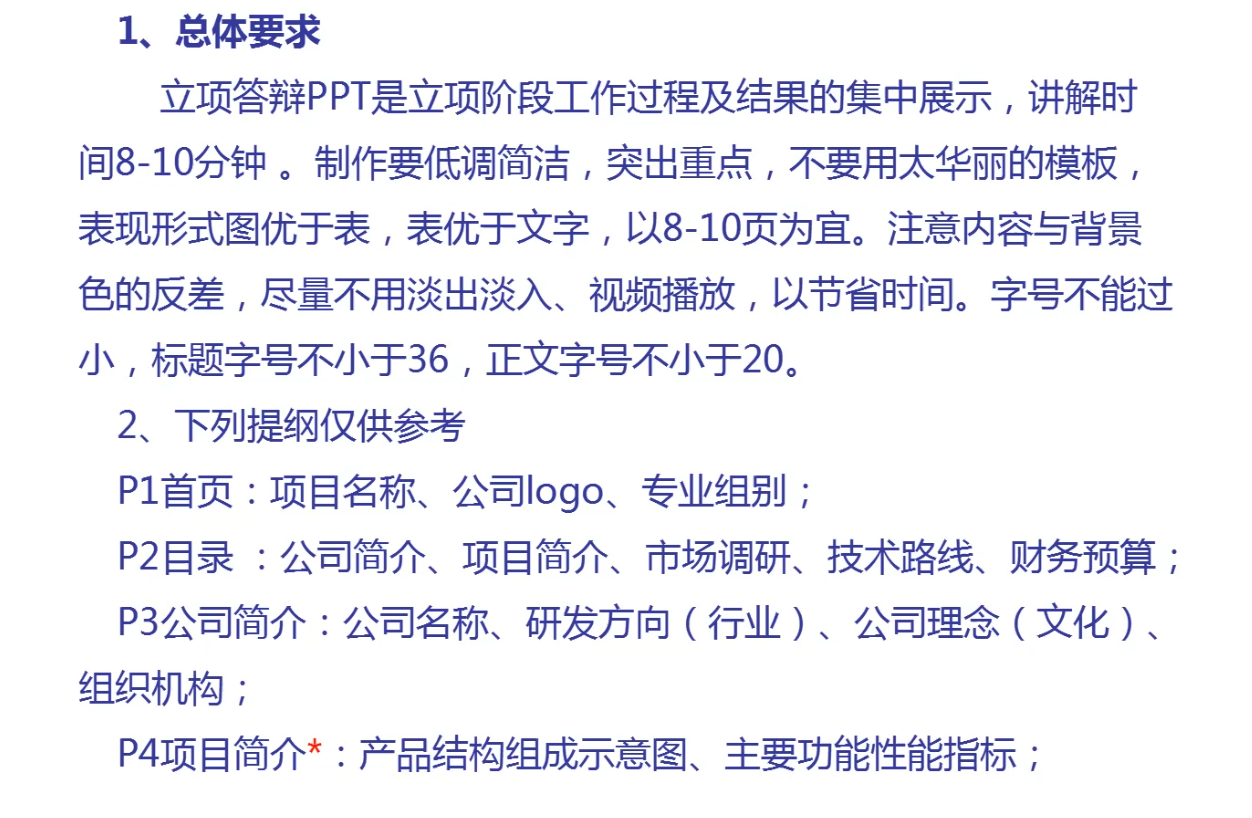 1、总体要求
立项答辩PPT是立项阶段工作过程及结果的集中展示，讲解时
间8-10分钟 。制作要低调简洁，突出重点，不要用太华丽的模板，
表现形式图优于表，表优于文字，以8-10页为宜。注意内容与背景
色的反差，尽量不用淡出淡入、视频播放，以节省时间。字号不能过
小，标题字号不小于36，正文字号不小于20。
2、下列提纲仅供参考
P1首页：项目名称、公司logo、专业组别；
P2目录 ：公司简介、项目简介、市场调研、技术路线、财务预算；
P3公司简介：公司名称、研发方向（行业）、公司理念（文化）、
组织机构；
P4项目简介*：产品结构组成示意图、主要功能性能指标；